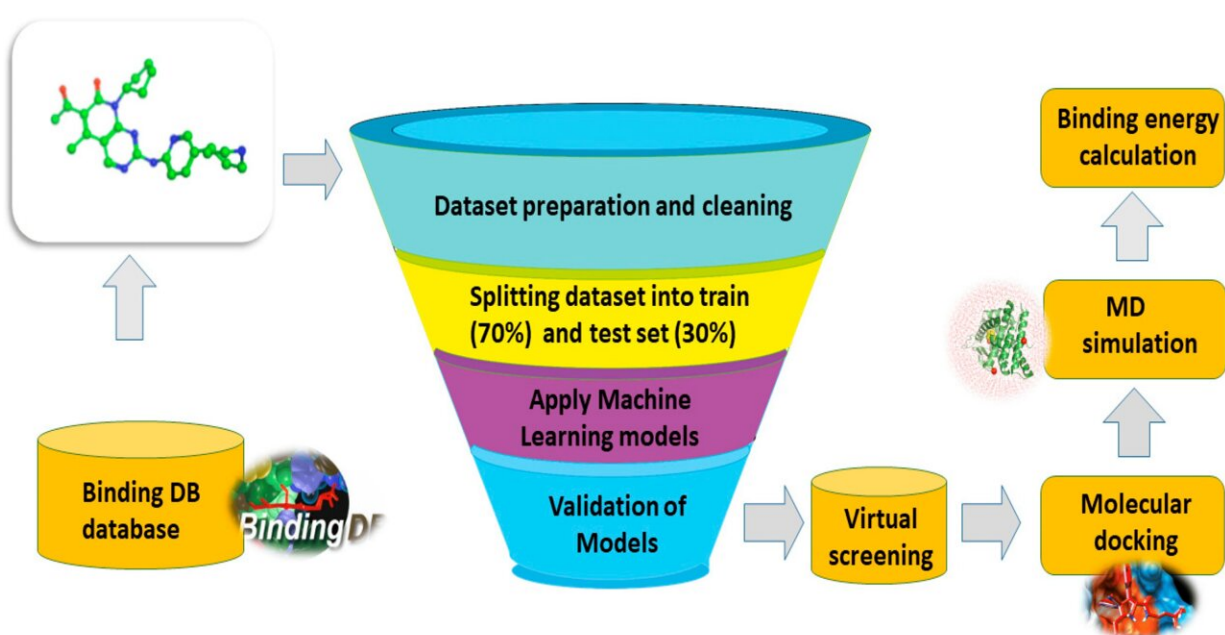 Dataset preparation and cleaning
Splitting dataset into train
(70%) and test set (30%)
Apply Machine
Learning models
Validation of
Models
Binding DB
database
BindingDB
Virtual
screening
Molecular
docking
MD
simulation
Binding energy
calculation